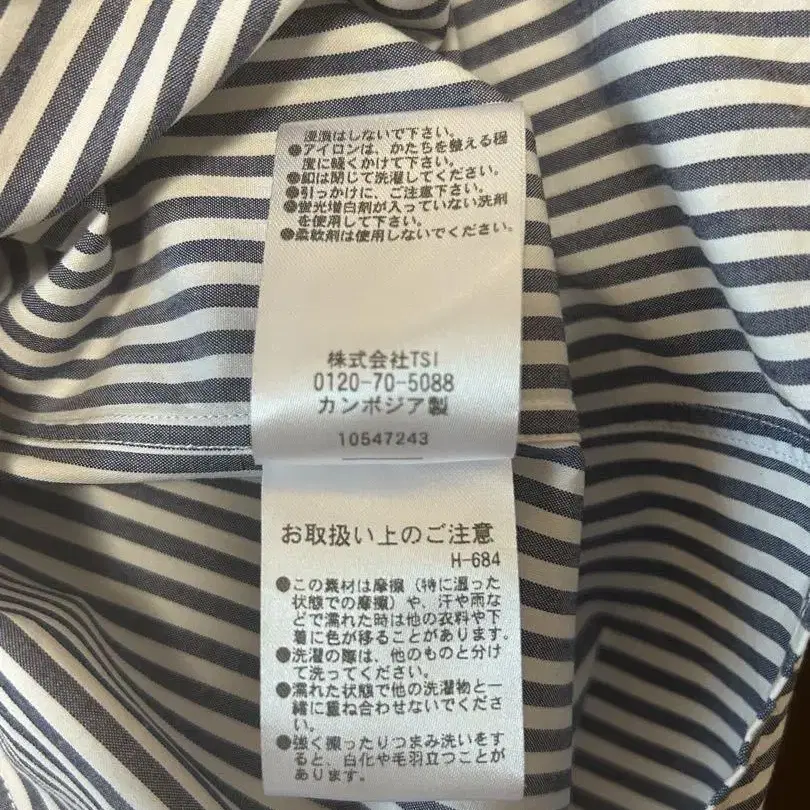 浸漬はしないで下さい。
●アイロンは、かたちを整える程
度に軽くかけて下さい。
●釦は閉じて洗濯してください。
●引っかけに、ご注意下さい。
●蛍光増白剤が入っていない洗剤
を使用して下さい。
●柔軟剤は使用しないでください。
株式会社TSI
0120-70-5088
カンボジア製
10547243
お取扱い上のご注意
H-684
●この素材は摩擦（特に湿った
状態での摩擦）や、汗や雨な
どで濡れた時は他の衣料や下
着に色が移ることがあります。
●洗濯の際は、他のものと分け
て洗ってください。
●濡れた状態で他の洗濯物と一
緒に重ね合わせないでくださ
い。
●強く擦ったりつまみ洗いをす
ると、白化や毛羽立つことが
あります。